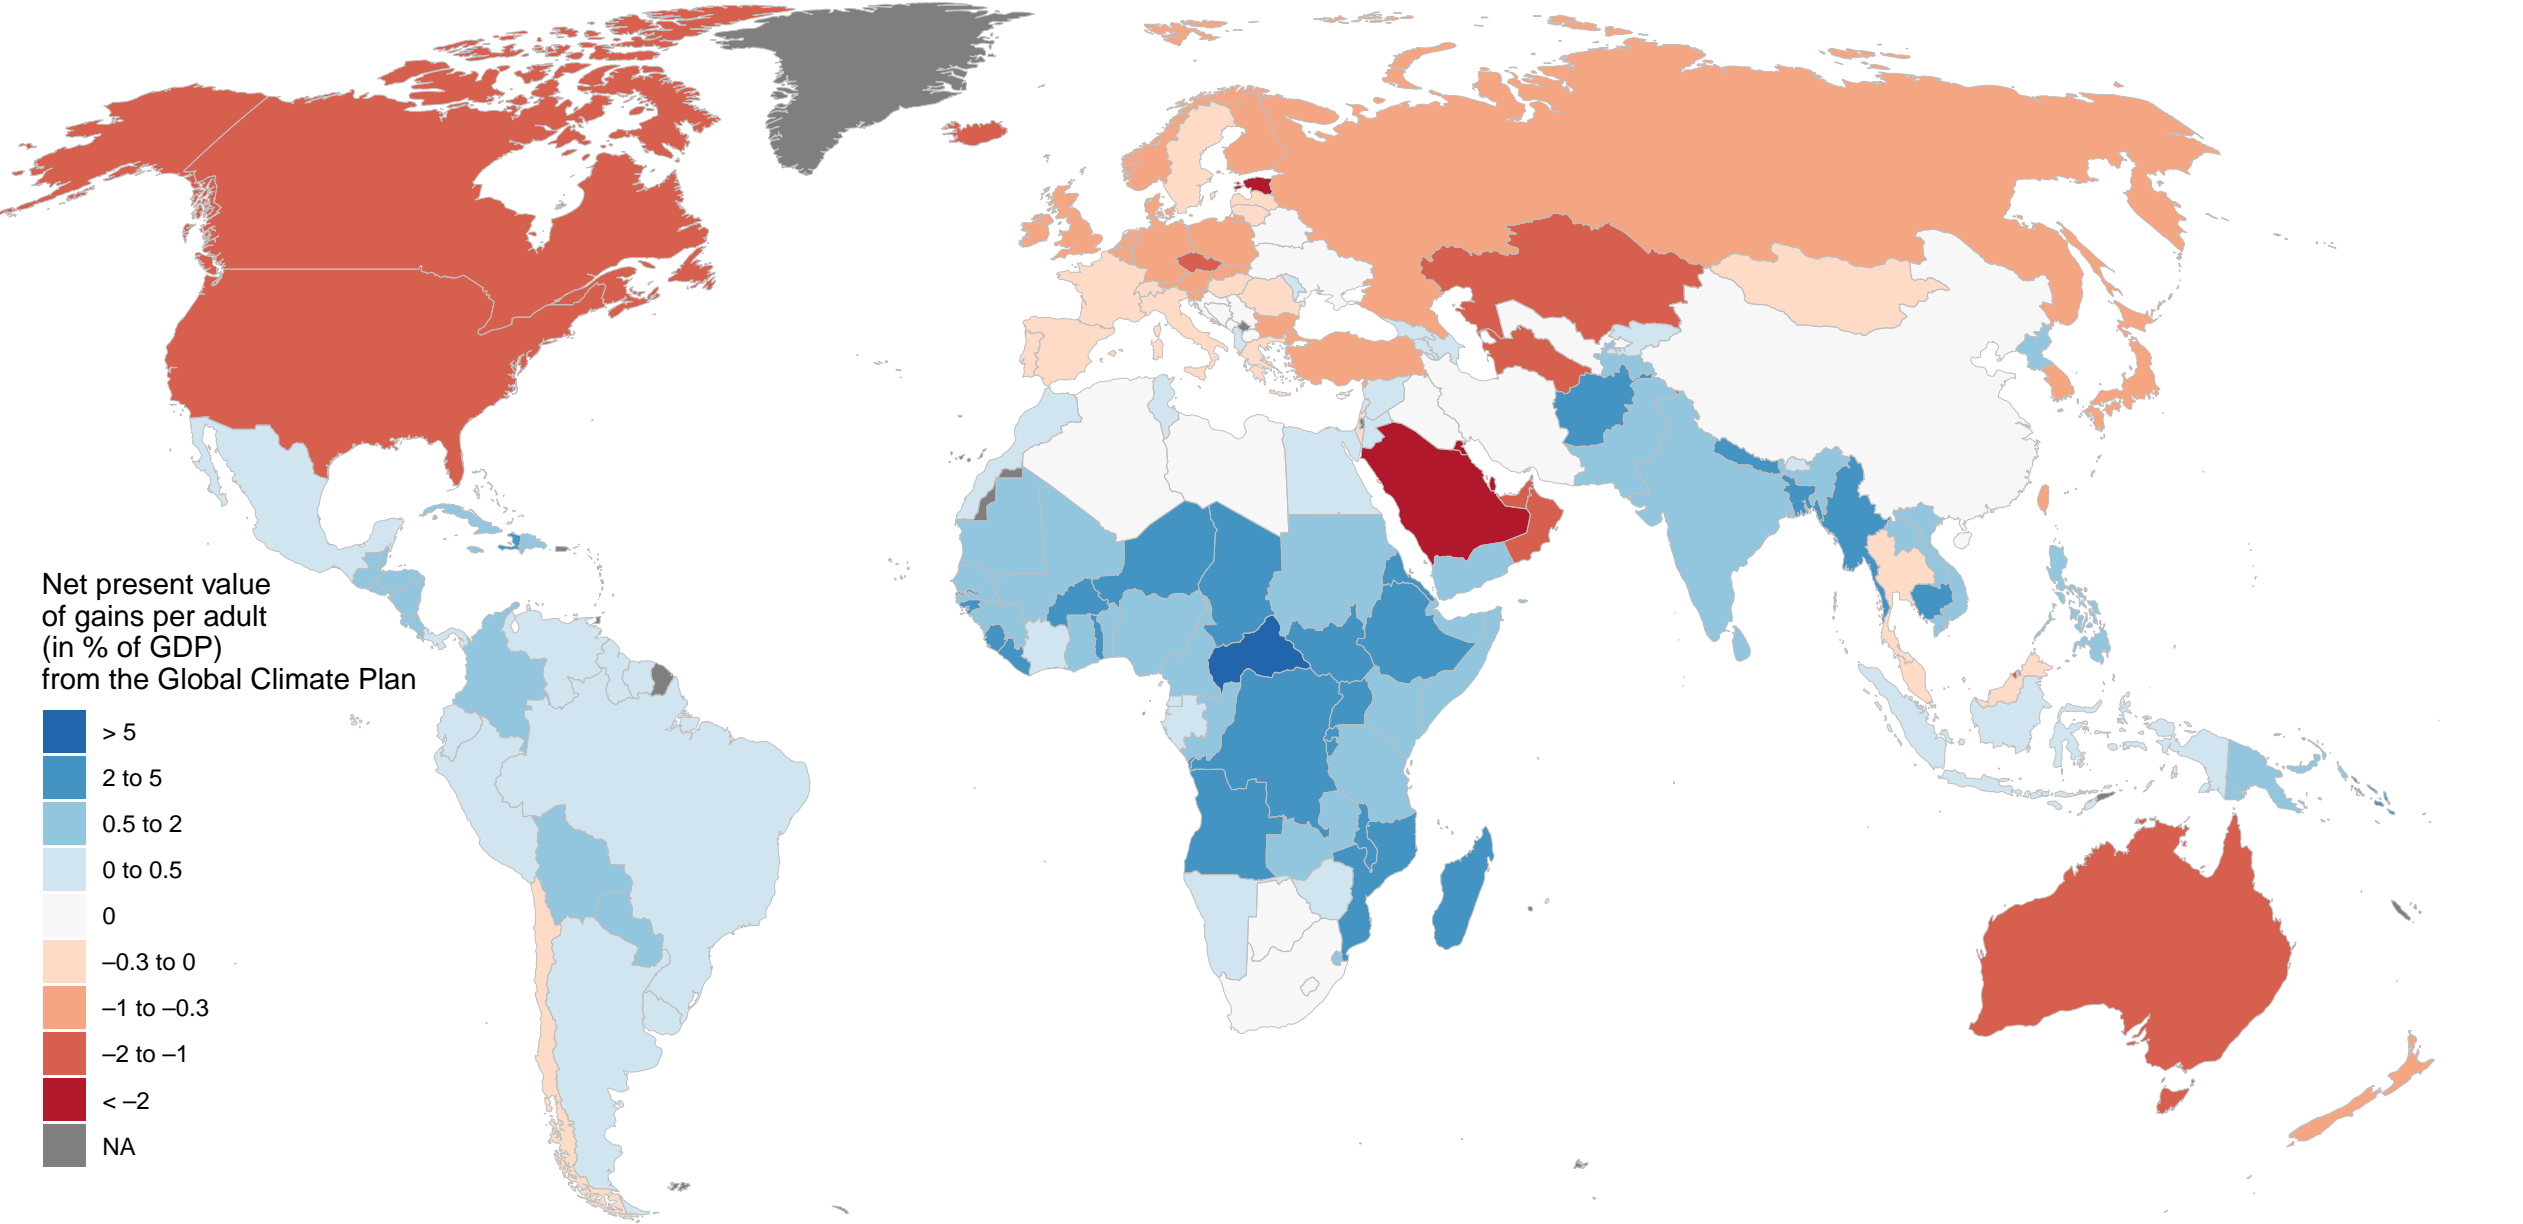 Net present value
of gains per adult
(in % of GDP)
from the Global Climate Plan
> 5
2 to 5
0.5 to 2
0 to 0.5
0
–0.3 to 0
–1 to –0.3
–2 to –1
< –2
NA